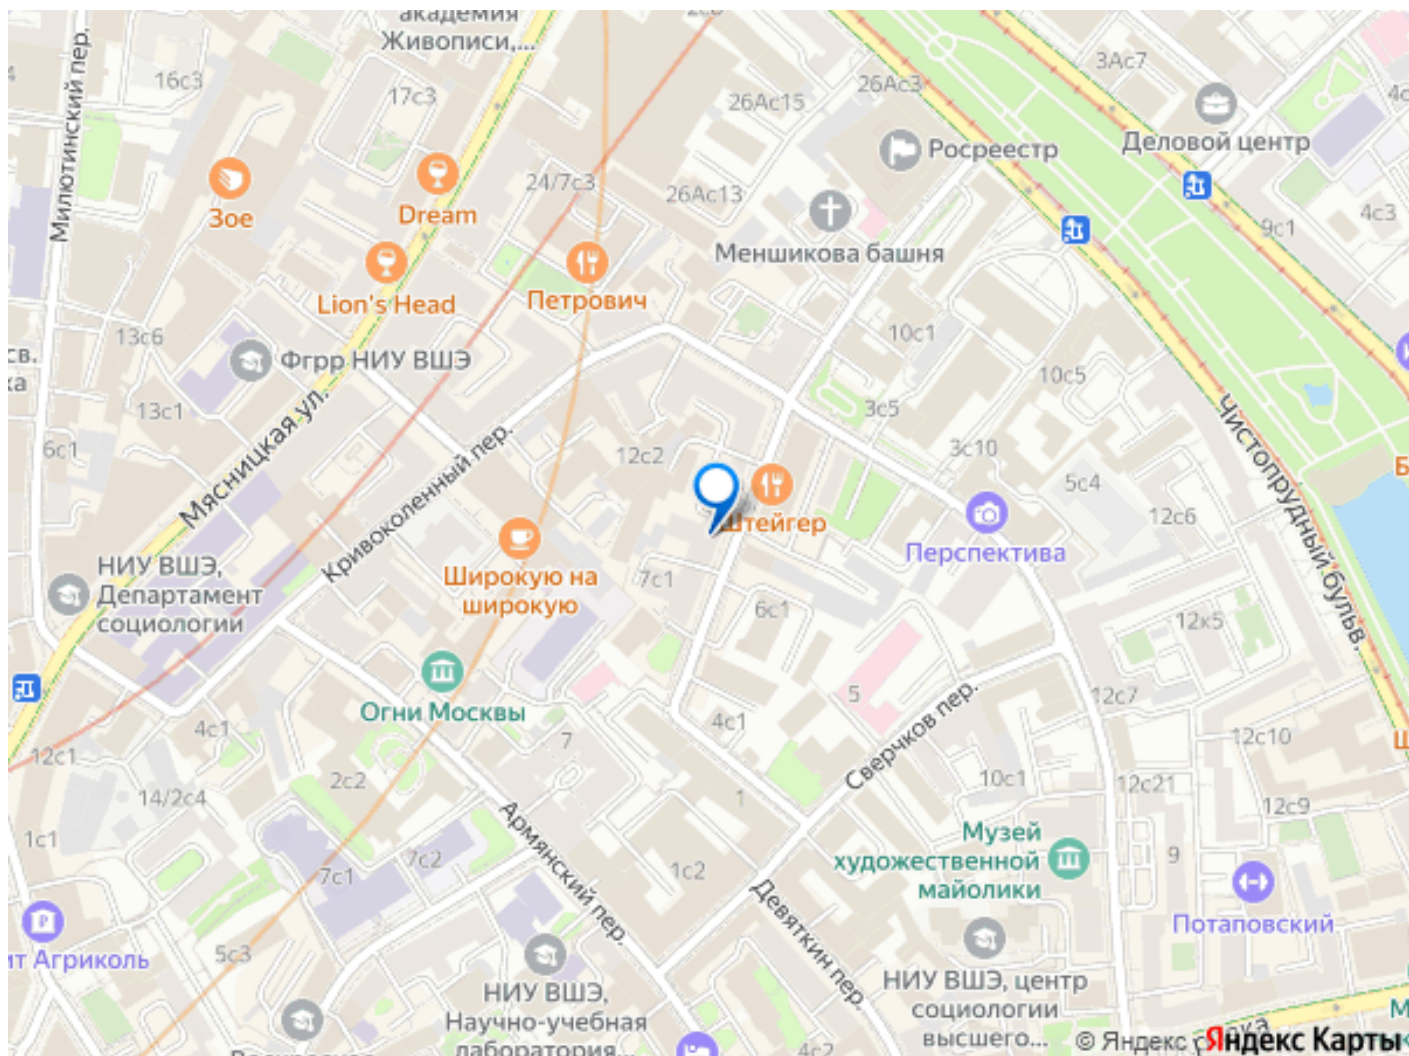 академия
Живописи,...
2с8
Милютинский пер.
16с3
17с3
26Ас15
26Ас3
3Ас7
Деловой центр
Росреестр
Зое
Dream
24/7с3
26Ас13
4с3
9с1
Меншикова башня
Lion's Head
Петрович
13с6
10с1
св.
ка
Фгрр НИУ ВШЭ
10с5
13с1
3с5
Чистопрудный бульв.
6с1
Мясницкая ул.
Кривоколенный пер.
12с2
3с10
5с4
Штейгер
12с6
Перспектива
НИУ ВШЭ,
Департамент
социологии
Широкую на
широкую
7с1
6с1
12к5
Огни Москвы
5
Сверчков пер.
12с7
4с1
4с1
7
12с10
12с1
2с2
10с1
12с21
14/2с4
1
12с9
1с1
Армянский пер.
7с2
7с1
1с2
Музей
художественной
майолики
9
Девяткин пер.
Потаповский
ит Агриколь
5с3
НИУ ВШЭ,
Научно-учебная
лаборатория...
НИУ ВШЭ, центр
социологии
высшего...
4с2
© Яндекс
Яндекс Карты